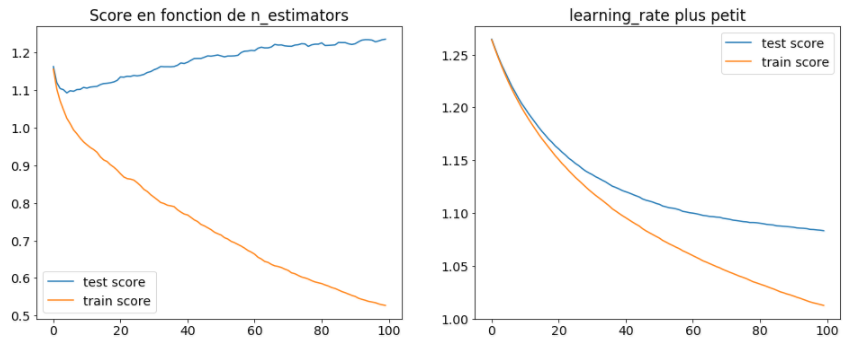 Score en fonction de n_estimators
1.2
1.1
1.0
0.9
0.8
0.7
0.6
0.5
test score
train score
0 20 40 60 80 100
learning_rate plus petit
1.25
1.20
1.15
1.10
1.05
1.00
test score
train score
0 20 40 60 80 100